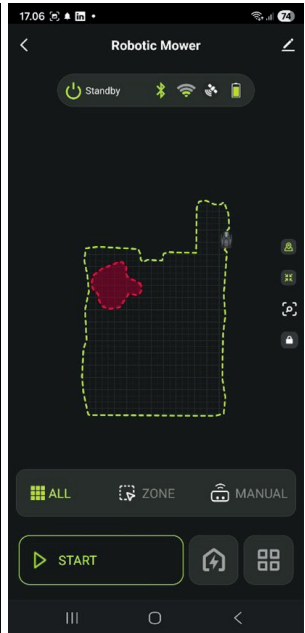 17.06
74
Robotic Mower
Standby
ALL
ZONE
MANUAL
START